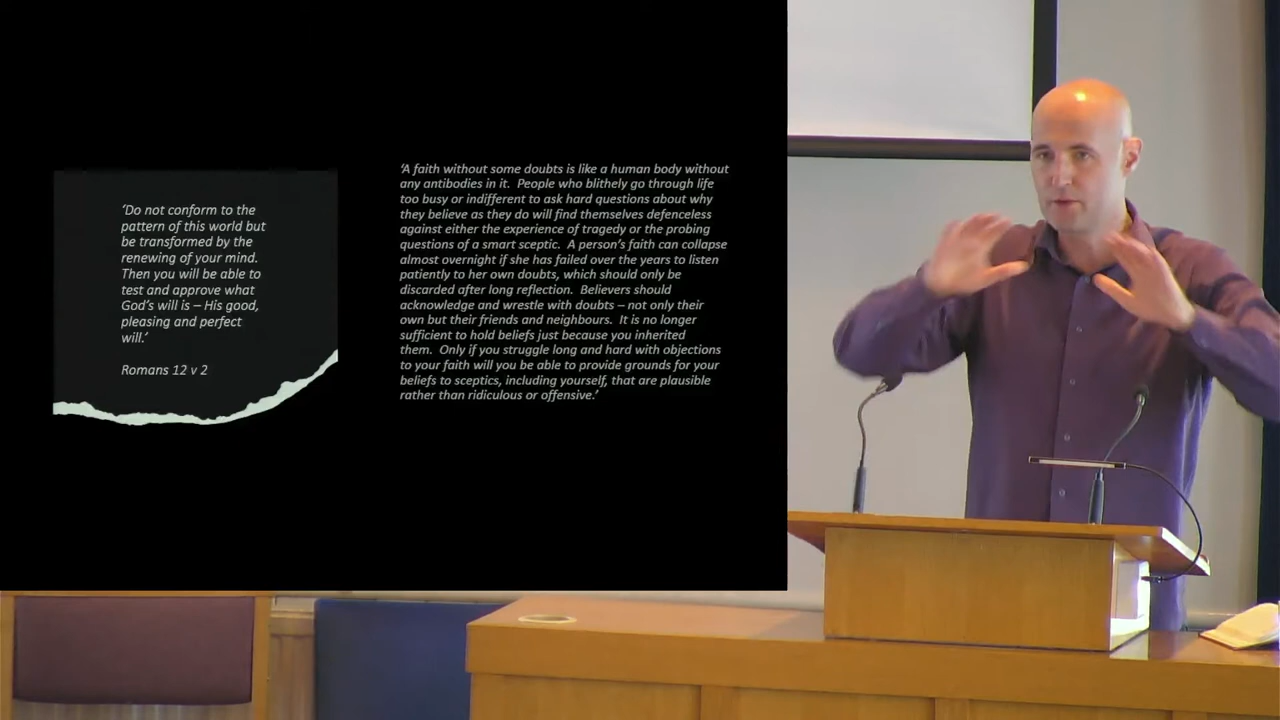 ‘Do not conform to the
pattern of this world but
be transformed by the
renewing of your mind.
Then you will be able to
test and approve what
God’s will is – His good,
pleasing and perfect
will.’
Romans 12 v 2
‘A faith without some doubts is like a human body without
any antibodies in it.  People who blithely go through life
too busy or indifferent to ask hard questions about why
they believe as they do will find themselves defenceless
against either the experience of tragedy or the probing
questions of a smart sceptic.  A person’s faith can collapse
almost overnight if she has failed over the years to listen
patiently to her own doubts, which should only be
discarded after long reflection.  Believers should
acknowledge and wrestle with doubts – not only their
own but their friends and neighbours.  It is no longer
sufficient to hold beliefs just because you inherited
them.  Only if you struggle long and hard with objections
to your faith will you be able to provide grounds for your
beliefs to sceptics, including yourself, that are plausible
rather than ridiculous or offensive.’